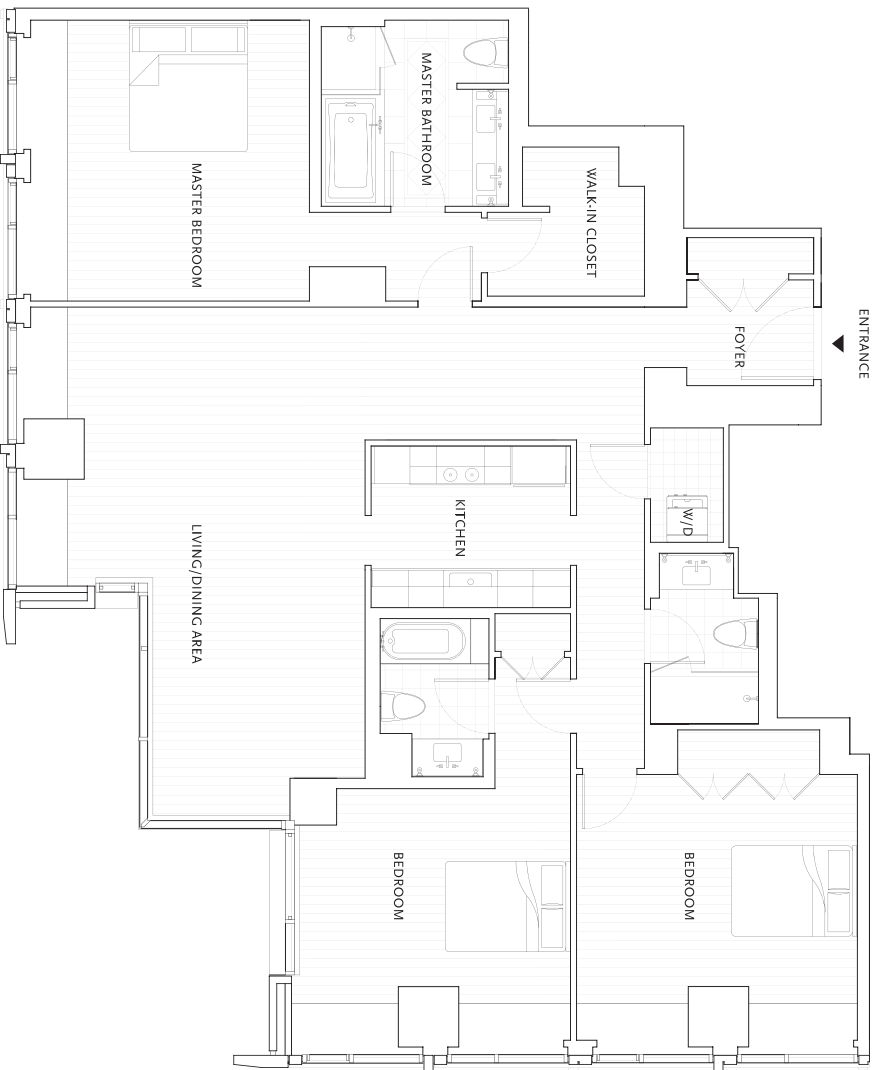 MASTER BATHROOM
MASTER BEDROOM
WALK-IN CLOSET
ENTRANCE
FOYER
KITCHEN
W/D
LIVING/DINING AREA
BEDROOM
BEDROOM